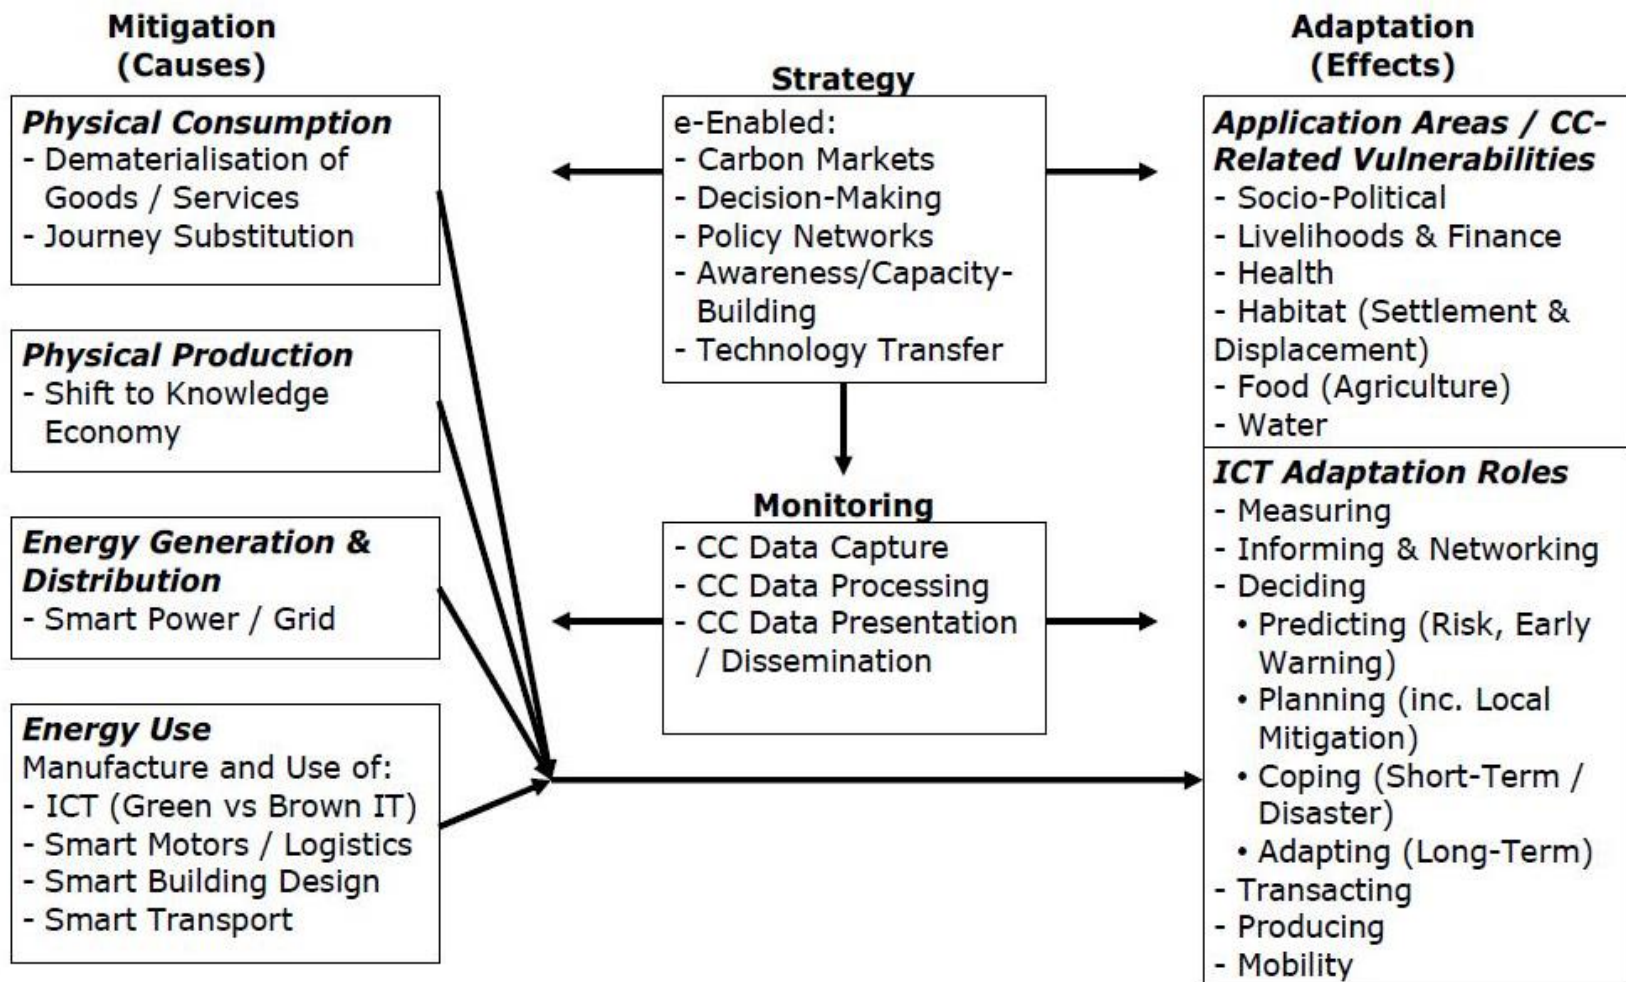 Mitigation
(Causes)
Physical Consumption
- Dematerialisation of
Goods / Services
- Journey Substitution
Physical Production
- Shift to Knowledge
Economy
Energy Generation &
Distribution
- Smart Power / Grid
Energy Use
Manufacture and Use of:
- ICT (Green vs Brown IT)
- Smart Motors / Logistics
- Smart Building Design
- Smart Transport
Strategy
e-Enabled:
- Carbon Markets
- Decision-Making
- Policy Networks
- Awareness/Capacity-
Building
- Technology Transfer
Monitoring
- CC Data Capture
- CC Data Processing
- CC Data Presentation
/ Dissemination
Adaptation
(Effects)
Application Areas / CC-
Related Vulnerabilities
- Socio-Political
- Livelihoods & Finance
- Health
- Habitat (Settlement &
Displacement)
- Food (Agriculture)
- Water
ICT Adaptation Roles
- Measuring
- Informing & Networking
- Deciding
• Predicting (Risk, Early
Warning)
• Planning (inc. Local
Mitigation)
• Coping (Short-Term /
Disaster)
• Adapting (Long-Term)
- Transacting
- Producing
- Mobility